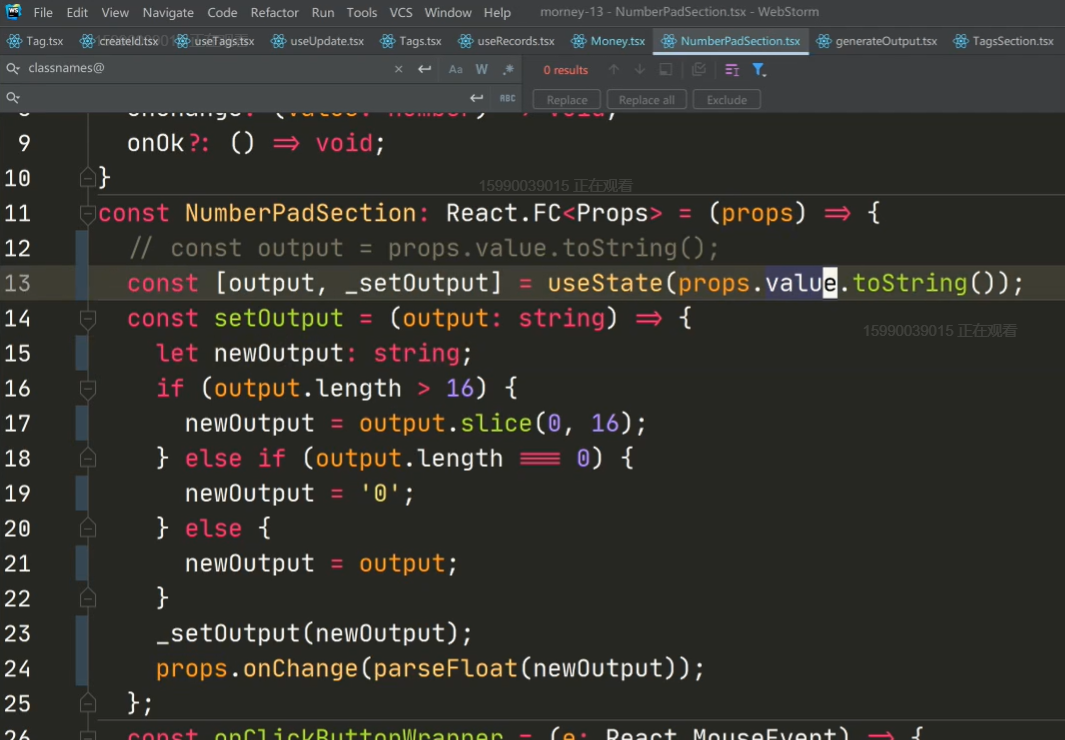 File Edit View Navigate Code Refactor Run Tools VCS Window Help morney-13 - NumberPadSection.tsx - WebStorm
Tag.tsx createId.tsx useTags.tsx useUpdate.tsx Tags.tsx useRecords.tsx Money.tsx NumberPadSection.tsx generateOutput.tsx TagsSection.tsx
classnames@ Aa W .* 0 results
ABC Replace Replace all Exclude
9 onOk?: () => void;
10 }
15990039015 正在观看
11 const NumberPadSection: React.FC<Props> = (props) => {
12 // const output = props.value.toString();
13 const [output, _setOutput] = useState(props.value.toString());
14 const setOutput = (output: string) => {
15990039015 正在观看
15 let newOutput: string;
16 if (output.length > 16) {
17 newOutput = output.slice(0, 16);
18 } else if (output.length === 0) {
19 newOutput = '0';
20 } else {
21 newOutput = output;
22 }
23 _setOutput(newOutput);
24 props.onChange(parseFloat(newOutput));
25 };
26 const onClickButtonWrapper = (e: React.MouseEvent) => {